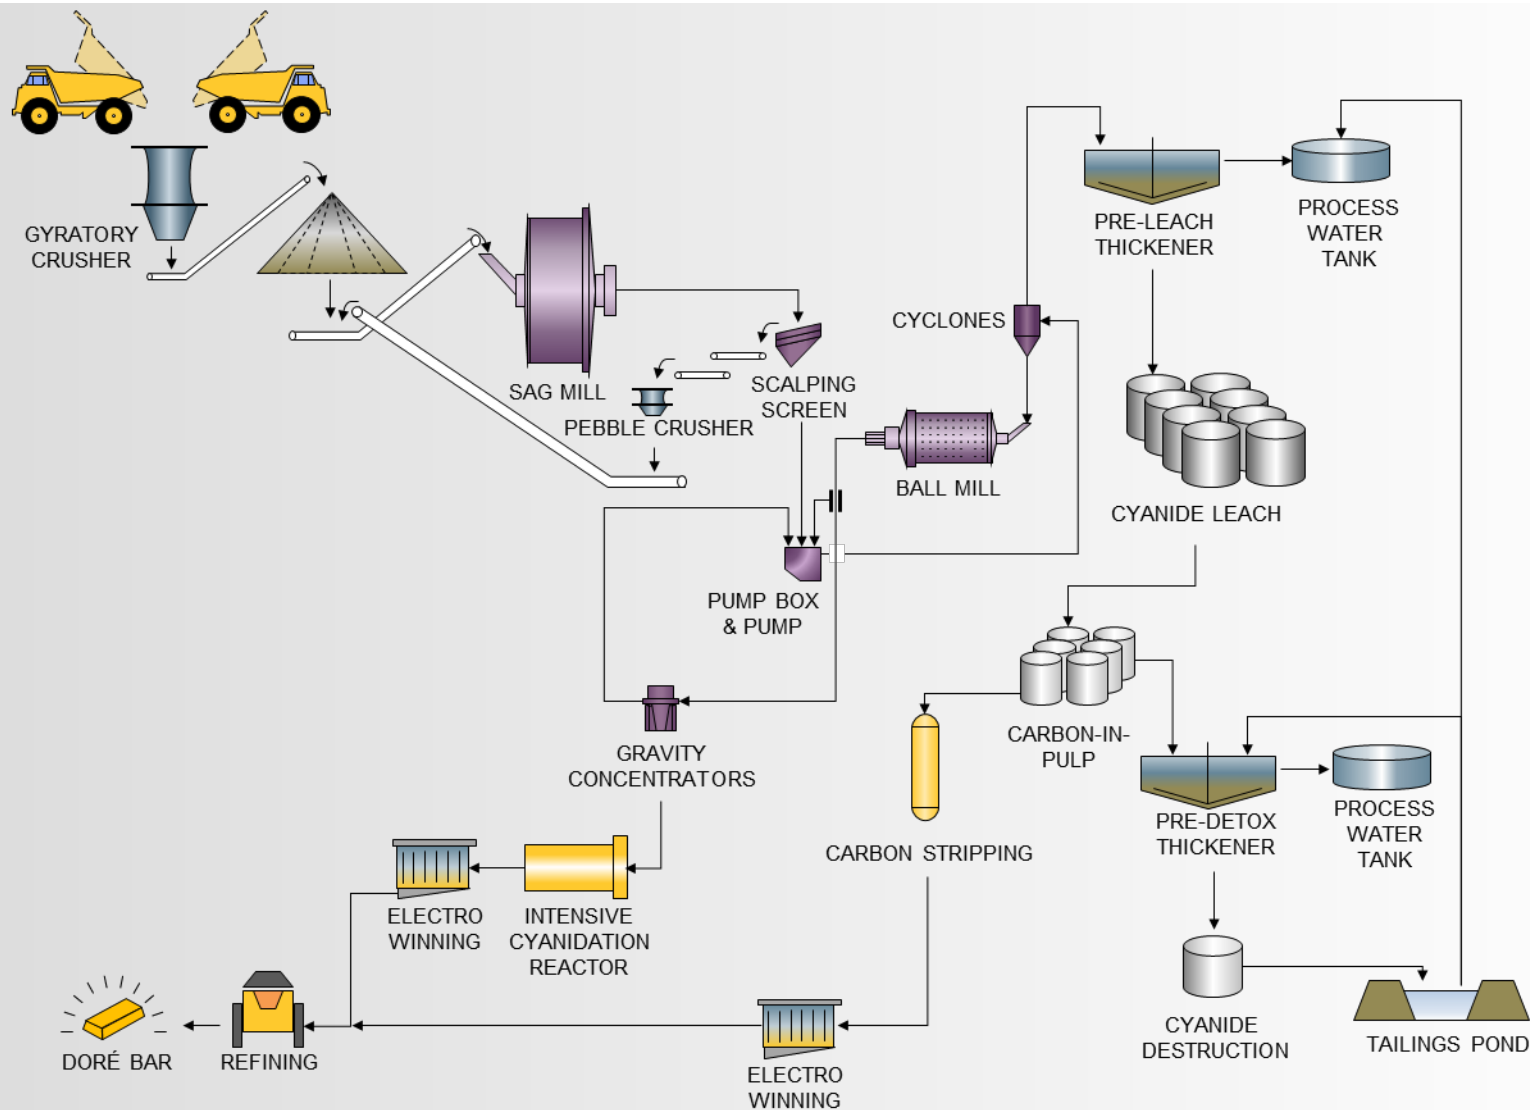 GYRATORY
CRUSHER
SAG MILL
PEBBLE CRUSHER
SCALPING
SCREEN
CYCLONES
BALL MILL
PRE-LEACH
THICKENER
PROCESS
WATER
TANK
CYANIDE LEACH
PUMP BOX
& PUMP
GRAVITY
CONCENTRATORS
CARBON-IN-
PULP
CARBON STRIPPING
PRE-DETOX
THICKENER
PROCESS
WATER
TANK
ELECTRO
WINNING
INTENSIVE
CYANIDATION
REACTOR
DORÉ BAR
REFINING
ELECTRO
WINNING
CYANIDE
DESTRUCTION
TAILINGS POND